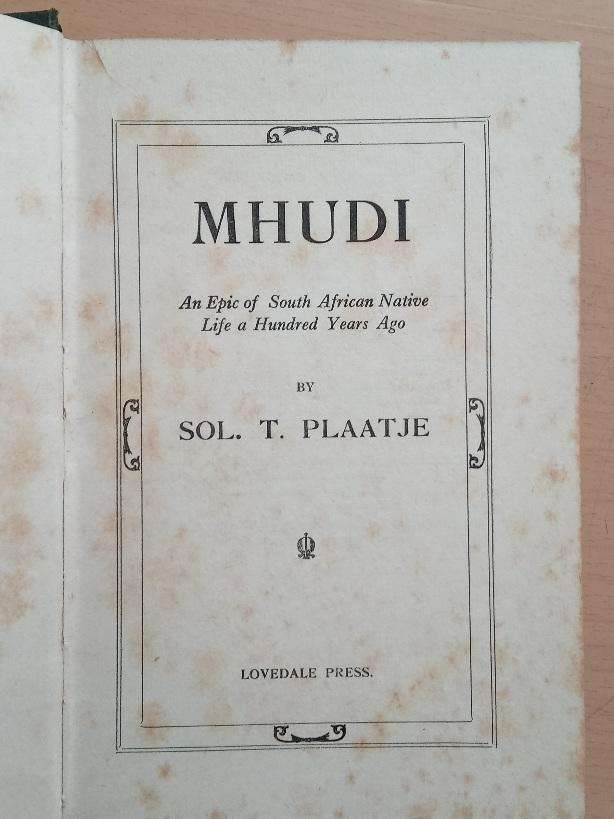 MHUDI
An Epic of South African Native
Life a Hundred Years Ago
BY
SOL. T. PLAATJE
LOVEDALE PRESS.